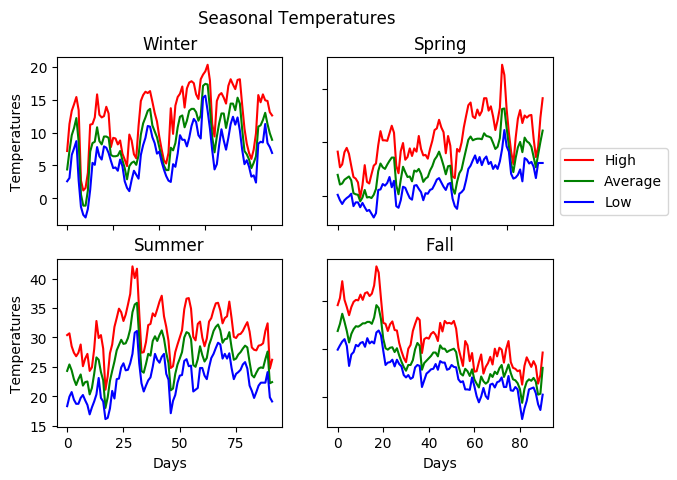 Seasonal Temperatures
Winter
Spring
Temperatures
20
15
10
5
0
High
Average
Low
Summer
Fall
Temperatures
40
35
30
25
20
15
0
25
50
75
0
20
40
60
80
Days
Days